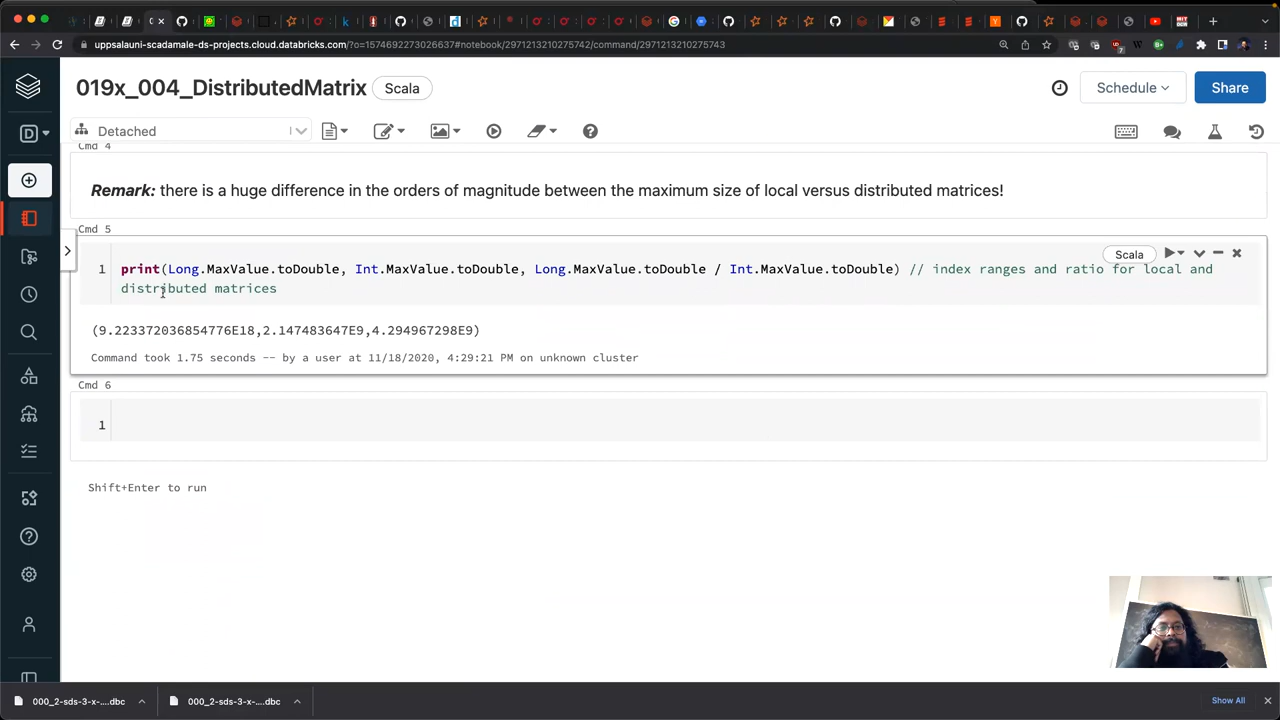 uppsalauni-scadamale-ds-projects.cloud.databricks.com/?o=1574692273026637#notebook/2971213210275742/command/2971213210275743
019x_004_DistributedMatrix
Scala
Schedule
Share
D
Detached
Cmd 4
Remark: there is a huge difference in the orders of magnitude between the maximum size of local versus distributed matrices!
Cmd 5
Scala
1 print(Long.MaxValue.toDouble, Int.MaxValue.toDouble, Long.MaxValue.toDouble / Int.MaxValue.toDouble) // index ranges and ratio for local and
distributed matrices
(9.223372036854776E18,2.147483647E9,4.294967298E9)
Command took 1.75 seconds -- by a user at 11/18/2020, 4:29:21 PM on unknown cluster
Cmd 6
1
Shift+Enter to run
000_2-sds-3-x-....dbc
000_2-sds-3-x-....dbc
Show All